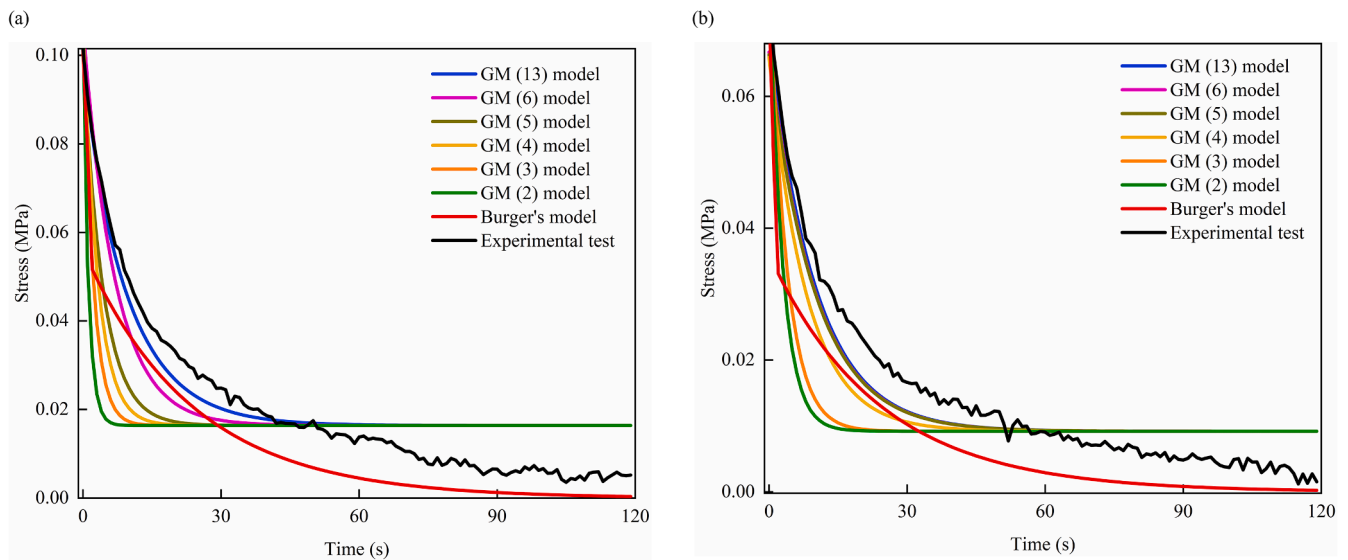 (a)
0.10
0.08
0.06
0.04
0.02
0.00
Stress (MPa)
GM (13) model
GM (6) model
GM (5) model
GM (4) model
GM (3) model
GM (2) model
Burger's model
Experimental test
0
30
60
90
120
Time (s)
(b)
0.06
0.04
0.02
0.00
Stress (MPa)
GM (13) model
GM (6) model
GM (5) model
GM (4) model
GM (3) model
GM (2) model
Burger's model
Experimental test
0
30
60
90
120
Time (s)